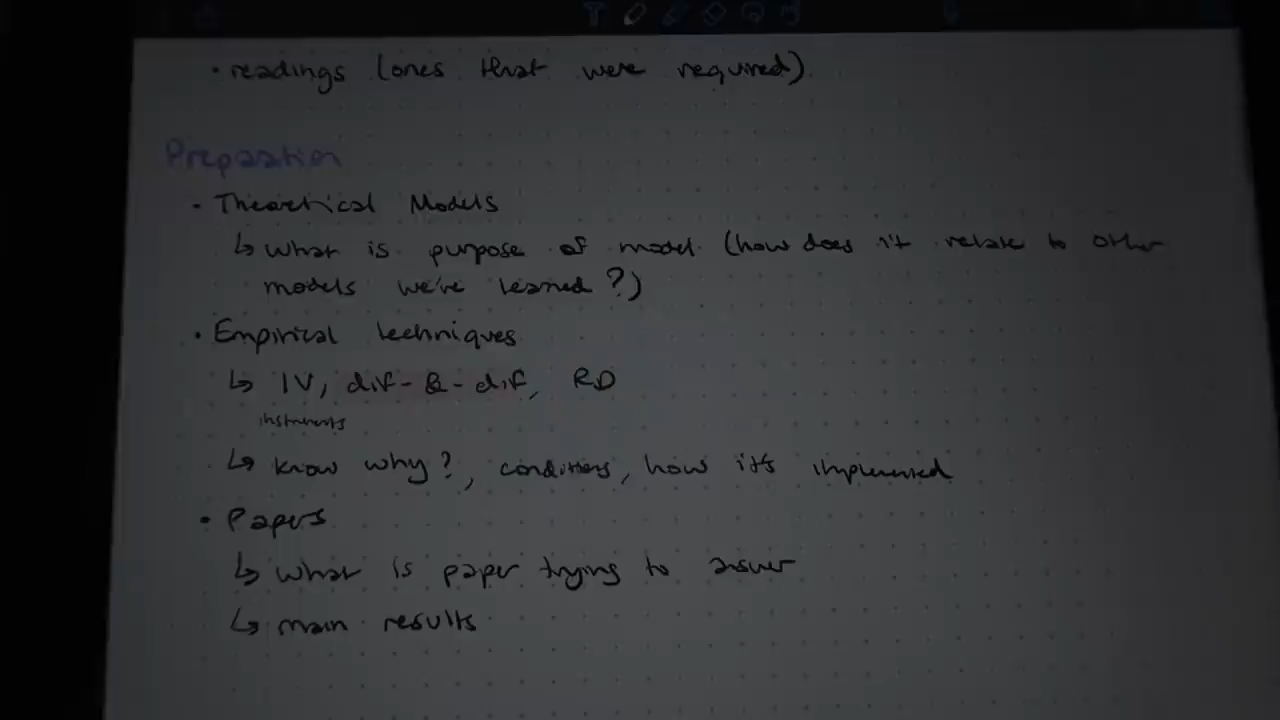 • readings (ones that were required)
Preparation
• Theoretical Models
↳ what is purpose of model (how does it relate to other
models we've learned?)
• Empirical techniques
↳ IV, dif-&-dif, RD
instruments
↳ know why?, conditions, how it's implemented
• Papers
↳ what is paper trying to answer
↳ main results